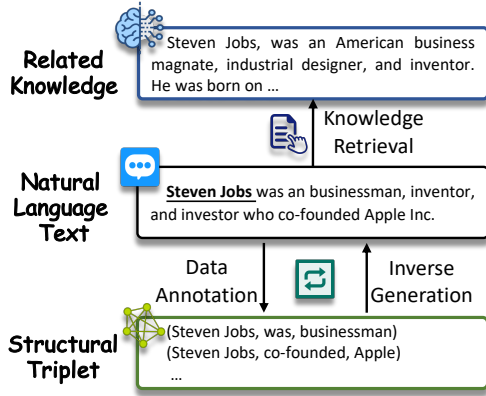 Related
Knowledge
Steven Jobs, was an American business
magnate, industrial designer, and inventor.
He was born on ...
Knowledge
Retrieval
Natural
Language
Text
Steven Jobs was an businessman, inventor,
and investor who co-founded Apple Inc.
Data
Annotation
Inverse
Generation
Structural
Triplet
(Steven Jobs, was, businessman)
(Steven Jobs, co-founded, Apple)
...